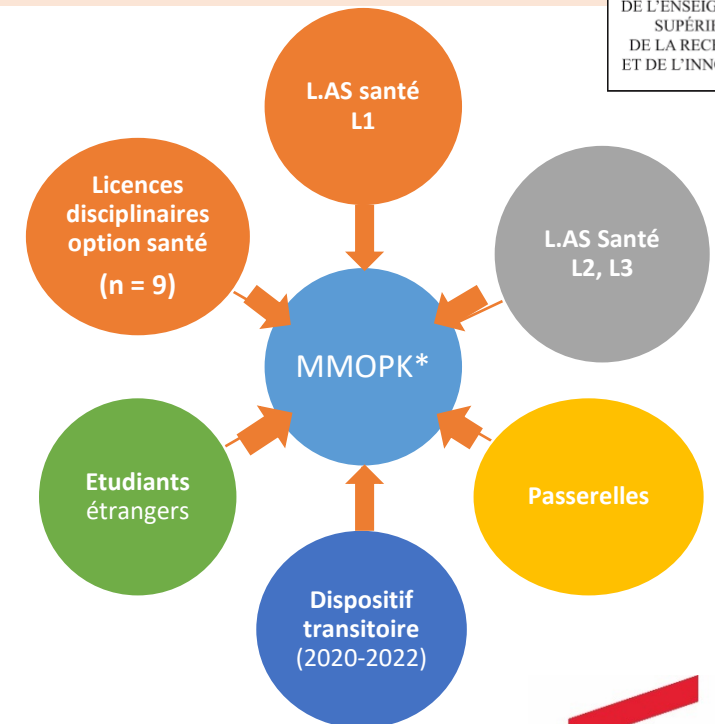 DE L'ENSEIG
SUPÉRIE
DE LA RECH
ET DE L'INNO
L.AS santé
L1
Licences
disciplinaires
option santé
(n = 9)
L.AS Santé
L2, L3
MMOPK*
Etudiants
étrangers
Passerelles
Dispositif
transitoire
(2020-2022)